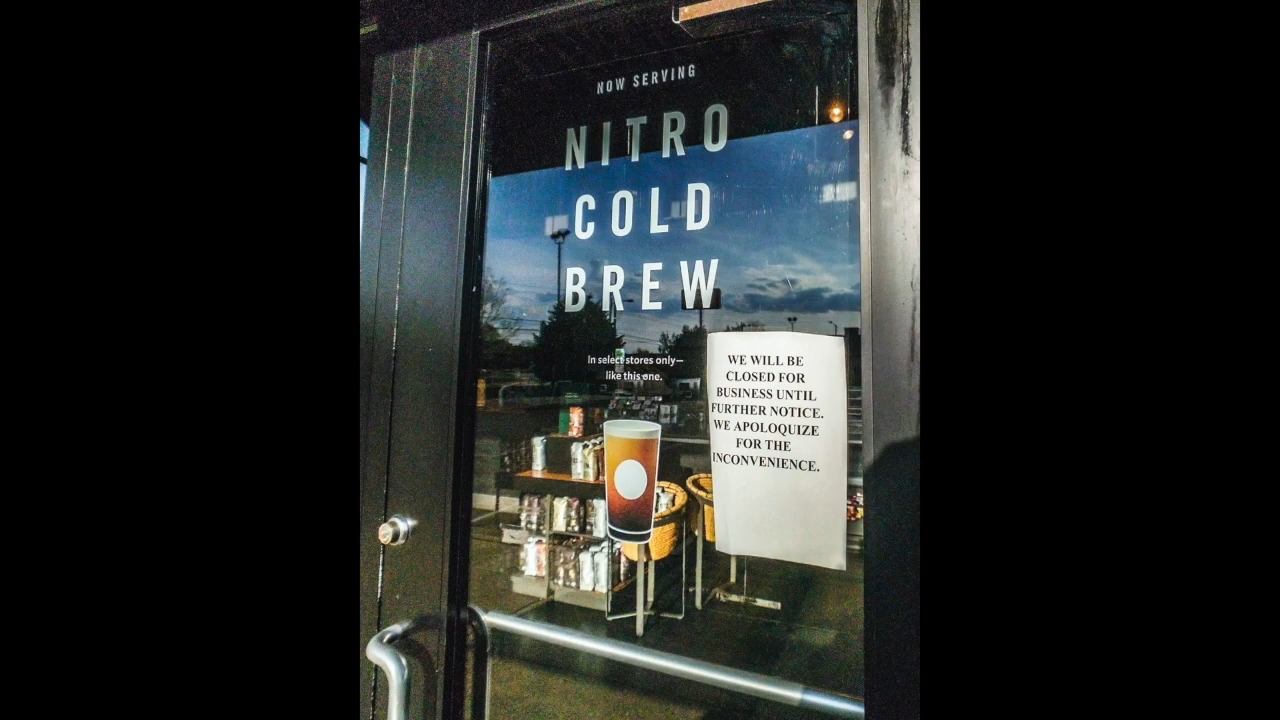 NOW SERVING
NITRO
COLD
BREW
In select stores only—
like this one.
WE WILL BE
CLOSED FOR
BUSINESS UNTIL
FURTHER NOTICE.
WE APOLOQUIZE
FOR THE
INCONVENIENCE.